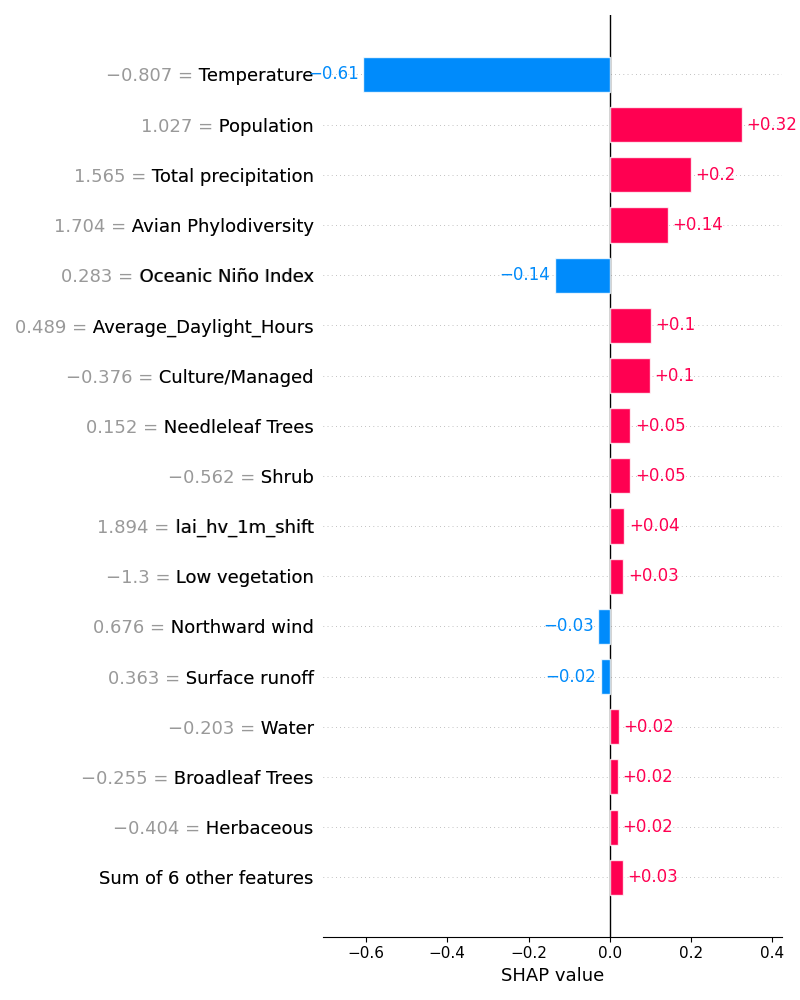 −0.807 = Temperature −0.61
1.027 = Population +0.32
1.565 = Total precipitation +0.2
1.704 = Avian Phylodiversity +0.14
0.283 = Oceanic Niño Index −0.14
0.489 = Average_Daylight_Hours +0.1
−0.376 = Culture/Managed +0.1
0.152 = Needleleaf Trees +0.05
−0.562 = Shrub +0.05
1.894 = lai_hv_1m_shift +0.04
−1.3 = Low vegetation +0.03
0.676 = Northward wind −0.03
0.363 = Surface runoff −0.02
−0.203 = Water +0.02
−0.255 = Broadleaf Trees +0.02
−0.404 = Herbaceous +0.02
Sum of 6 other features +0.03
−0.6 −0.4 −0.2 0.0 0.2 0.4
SHAP value